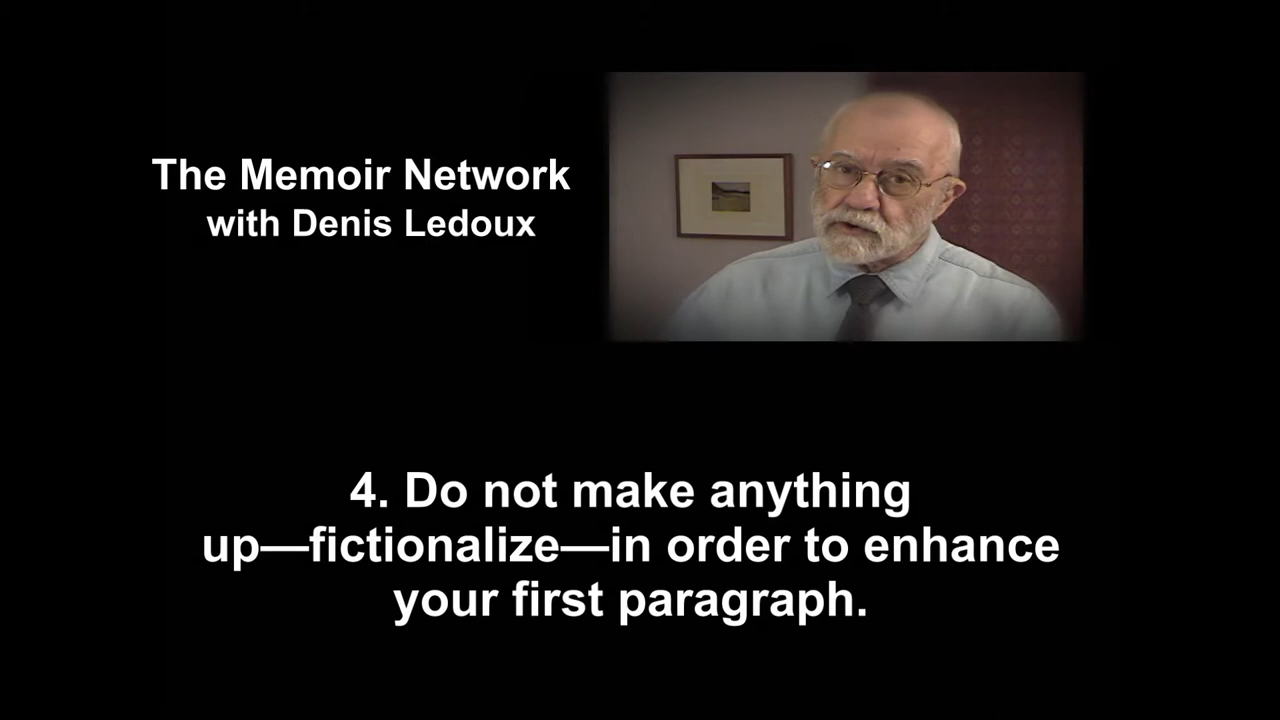 The Memoir Network
with Denis Ledoux
4. Do not make anything
up—fictionalize—in order to enhance
your first paragraph.